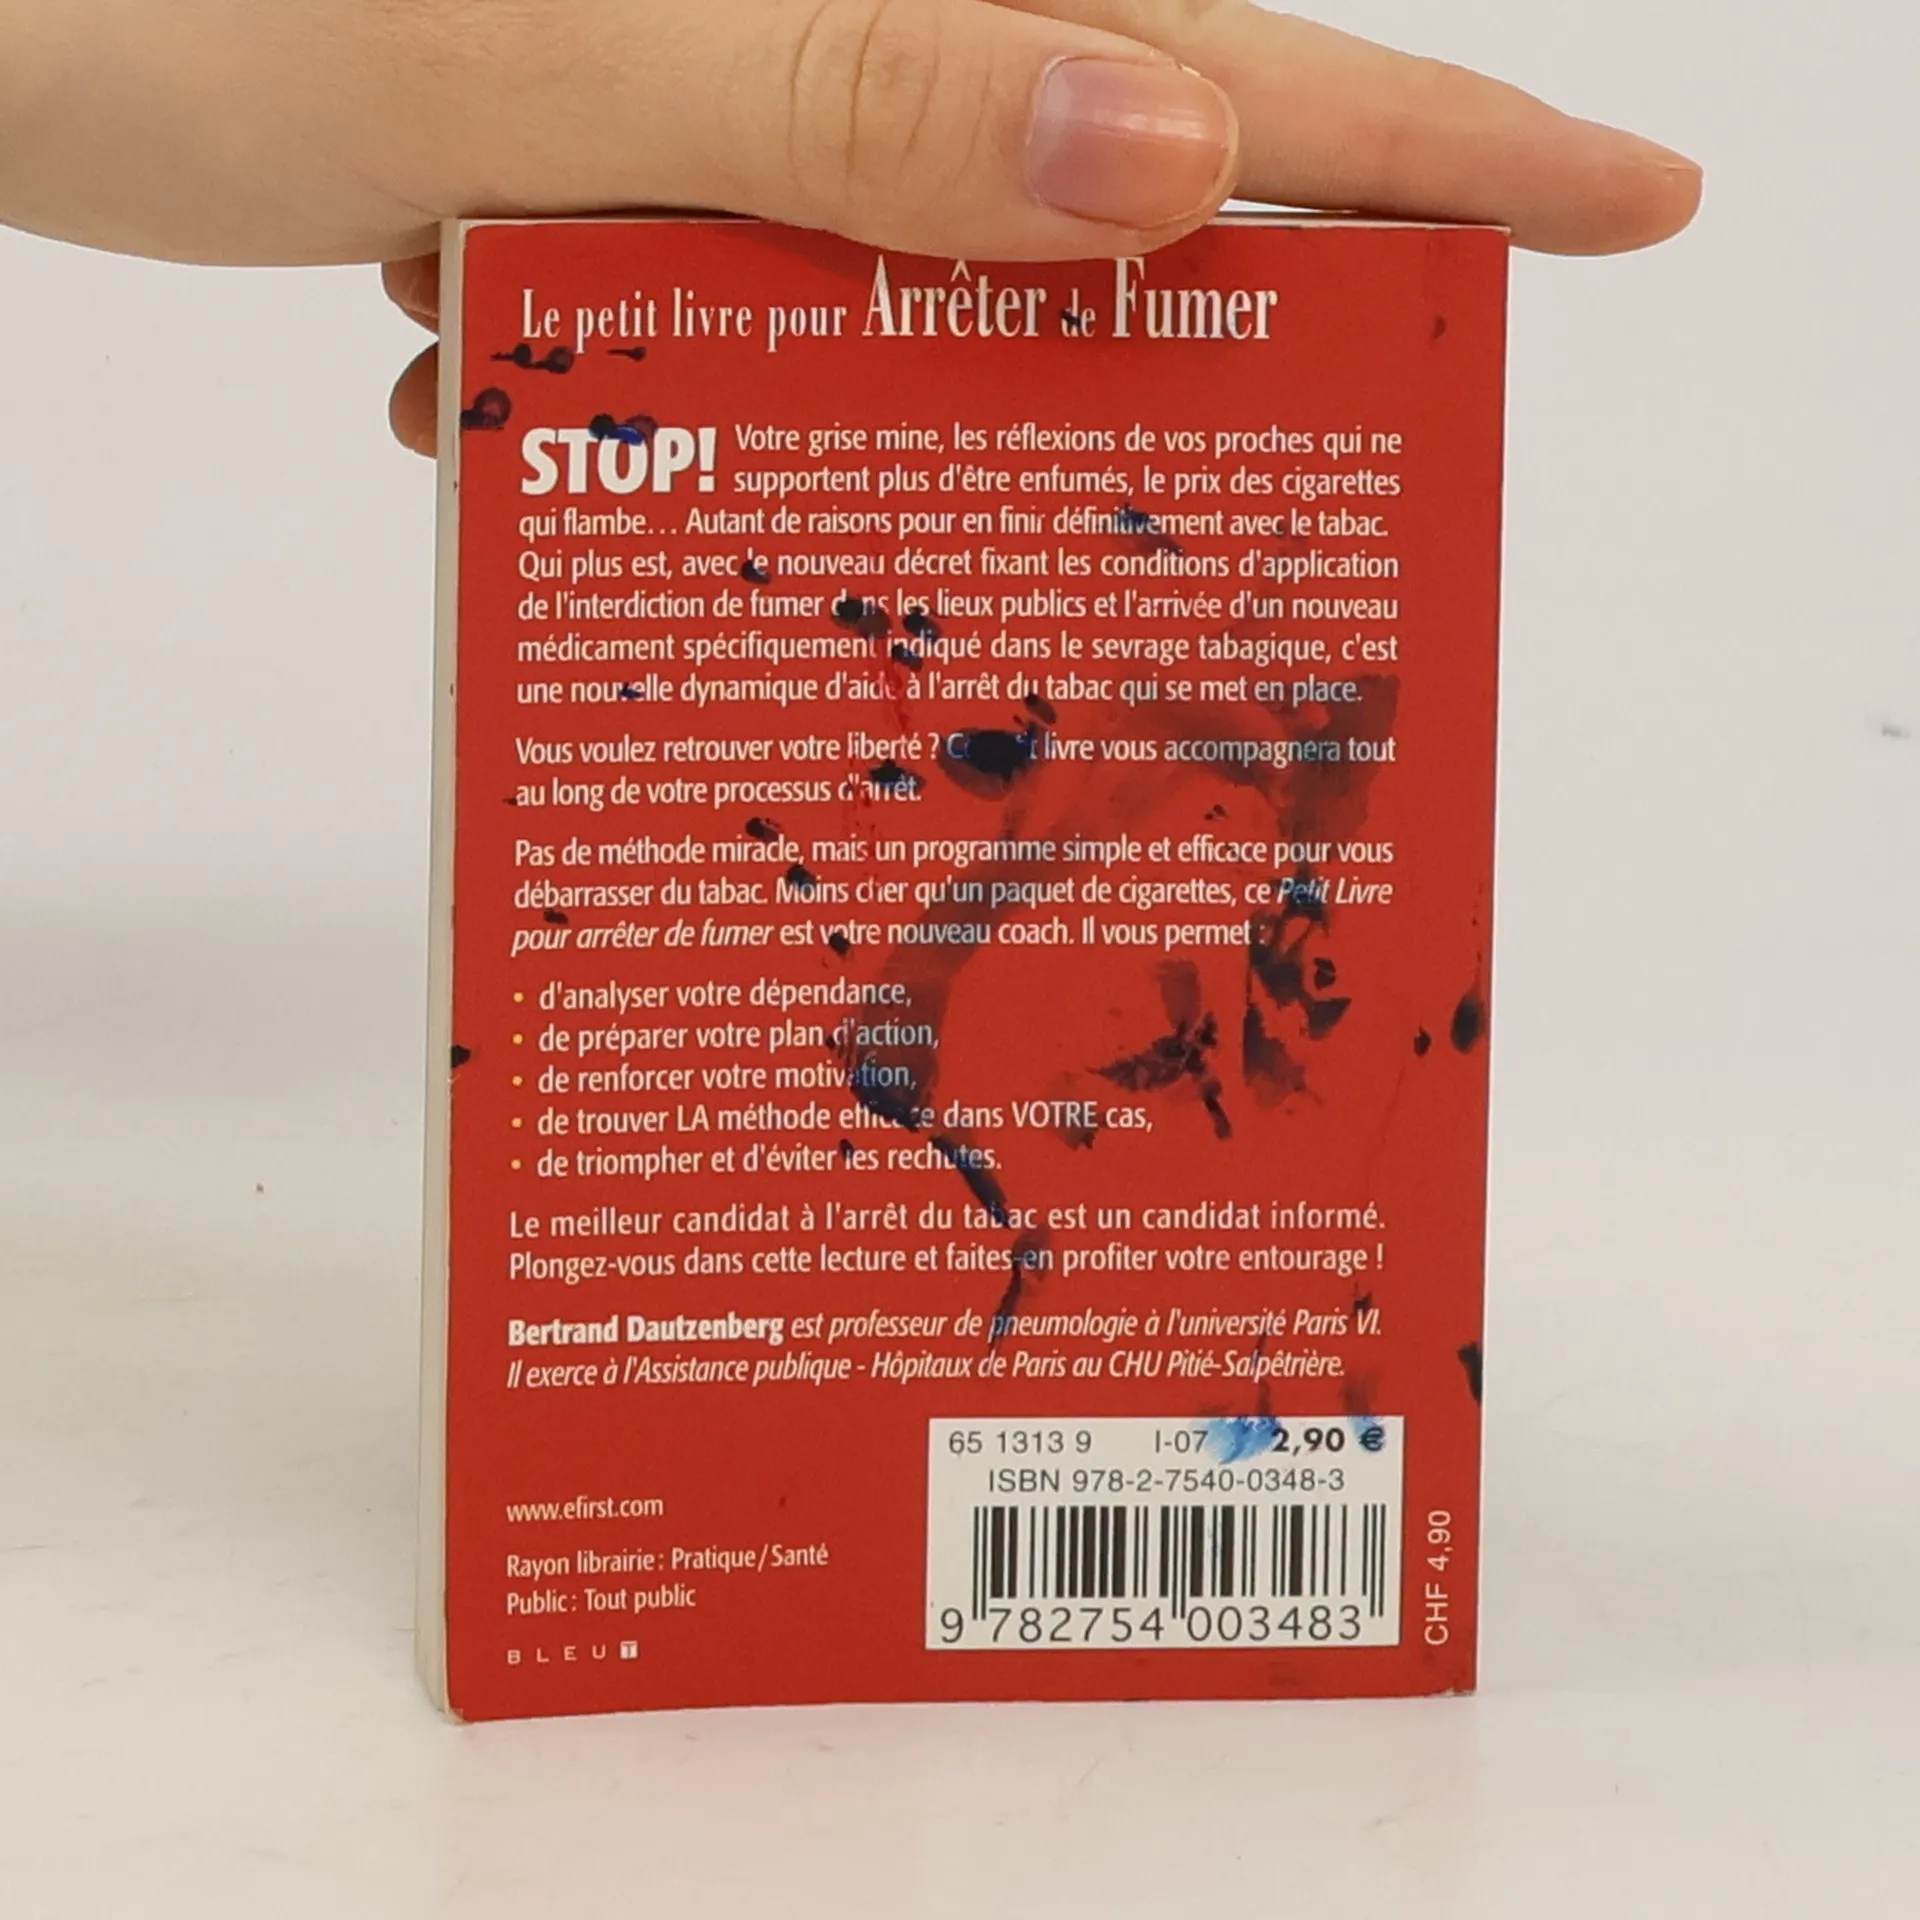 Le petit livre pour Arrêter de Fumer
STOP! Votre grise mine, les réflexions de vos proches qui ne
supportent plus d'être enfumés, le prix des cigarettes
qui flambe... Autant de raisons pour en finir définitivement avec le tabac.
Qui plus est, avec le nouveau décret fixant les conditions d'application
de l'interdiction de fumer dans les lieux publics et l'arrivée d'un nouveau
médicament spécifiquement indiqué dans le sevrage tabagique, c'est
une nouvelle dynamique d'aide à l'arrêt du tabac qui se met en place.
Vous voulez retrouver votre liberté ? livre vous accompagnera tout
au long de votre processus d'arrêt.
Pas de méthode miracle, mais un programme simple et efficace pour vous
débarrasser du tabac. Moins cher qu'un paquet de cigarettes, ce Petit Livre
pour arrêter de fumer est votre nouveau coach. Il vous permet :
• d'analyser votre dépendance,
• de préparer votre plan d'action,
• de renforcer votre motivation,
• de trouver LA méthode efficace dans VOTRE cas,
• de triompher et d'éviter les rechutes.
Le meilleur candidat à l'arrêt du tabac est un candidat informé.
Plongez-vous dans cette lecture et faites-en profiter votre entourage !
Bertrand Dautzenberg est professeur de pneumologie à l'université Paris VI.
Il exerce à l'Assistance publique - Hôpitaux de Paris au CHU Pitié-Salpêtrière.
65 1313 9 I-07 2,90 €
ISBN 978-2-7540-0348-3
9 782754 003483
CHF 4,90
www.efirst.com
Rayon librairie : Pratique/Santé
Public : Tout public
BLEU T